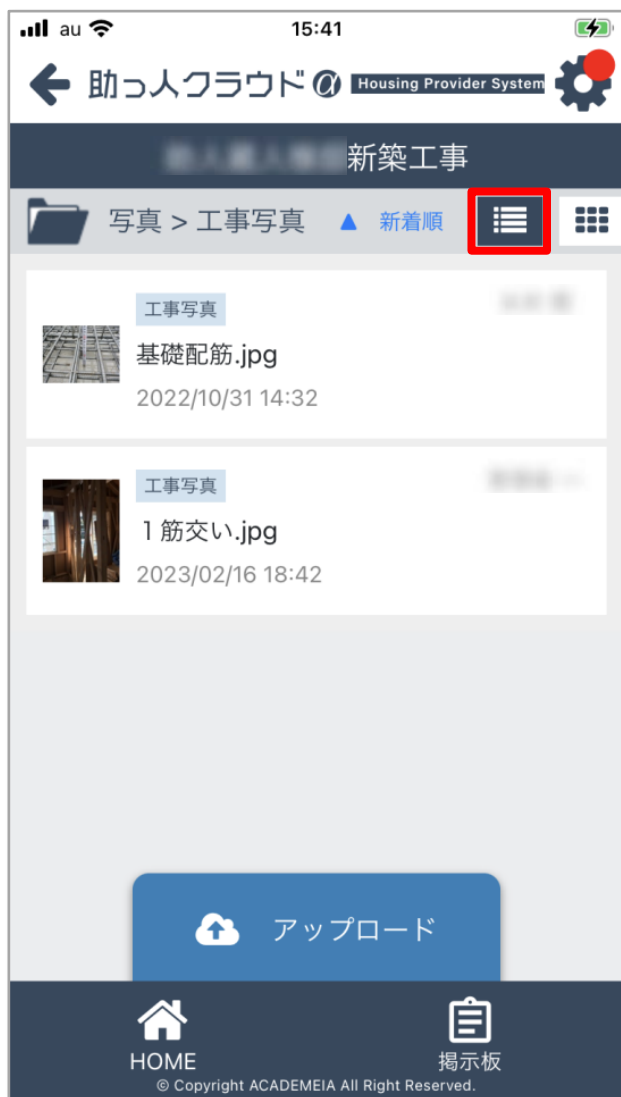 au
15:41
助っ人クラウドα Housing Provider System
新築工事
写真 > 工事写真 ▲ 新着順
工事写真
基礎配筋.jpg
2022/10/31 14:32
工事写真
1 筋交い.jpg
2023/02/16 18:42
アップロード
HOME
掲示板
© Copyright ACADEMEIA All Right Reserved.